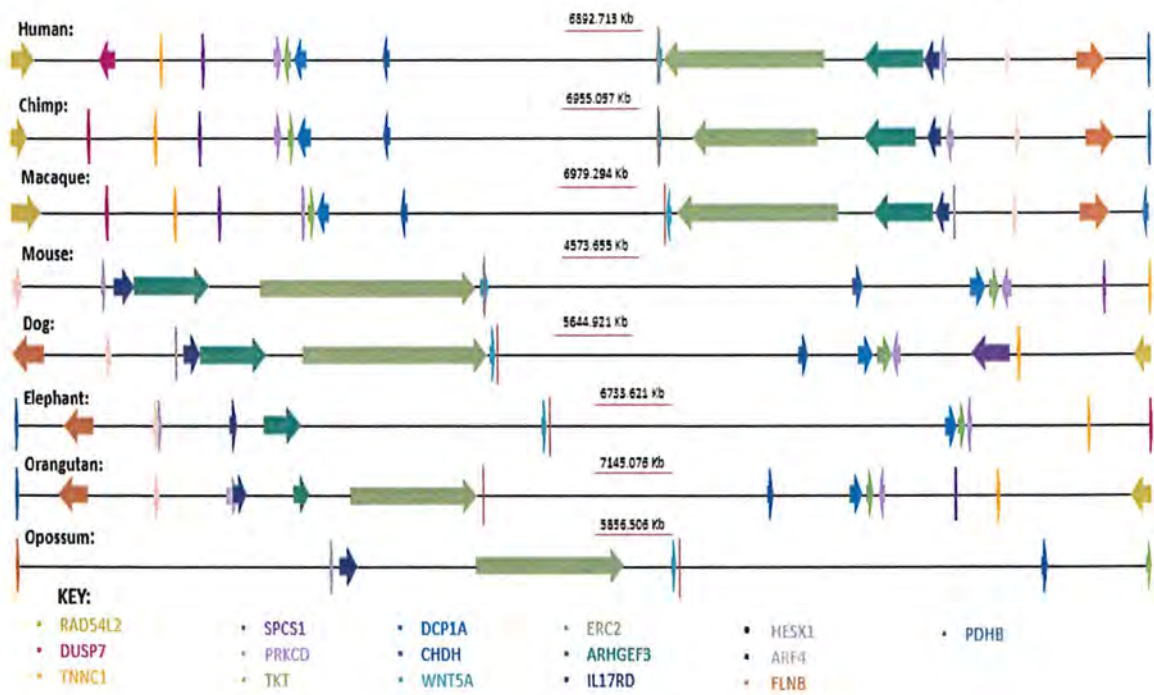 Human:
6892.713 Kb
Chimp:
6955.057 Kb
Macaque:
6979.294 Kb
Mouse:
4573.655 Kb
Dog:
5644.921 Kb
Elephant:
6733.621 Kb
Orangutan:
7145.076 Kb
Opossum:
5856.506 Kb
KEY:
RAD54L2 SPCS1 DCP1A ERC2 HESX1 PDHB
DUSP7 PRKCD CHDH ARHGEF3 ARF4
TNNC1 TKT WNT5A IL17RD FLNB